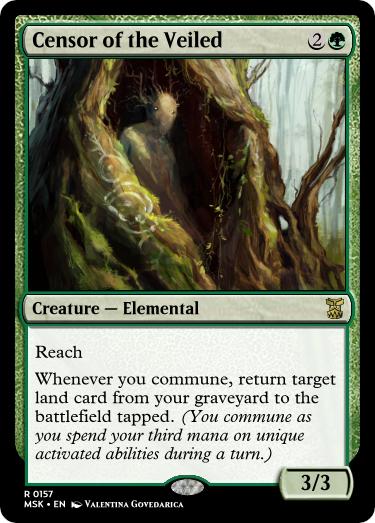 Censor of the Veiled 2
Creature — Elemental
Reach
Whenever you commune, return target
land card from your graveyard to the
battlefield tapped. (You commune as
you spend your third mana on unique
activated abilities during a turn.)
3/3
R 0157
MSK • EN Valentina Govedarica